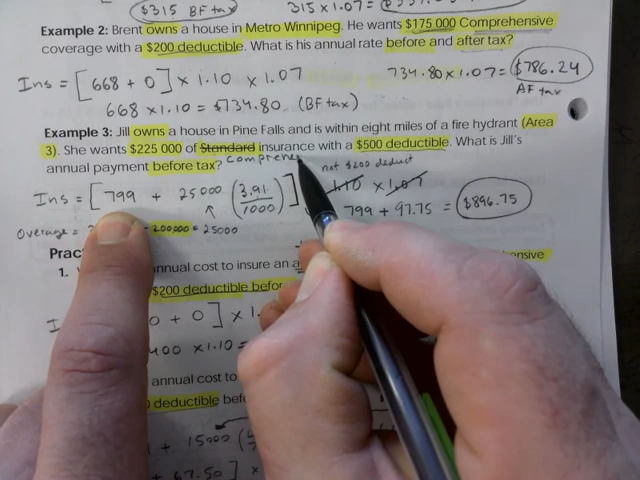 $315 BF tax 315 x 1.07 =
Example 2: Brent owns a house in Metro Winnipeg. He wants $175 000 Comprehensive
coverage with a $200 deductible. What is his annual rate before and after tax?
Ins = [668 + 0] x 1.10 x 1.07 734.80 x 1.07 = $786.24
AF tax
668 x 1.10 = $734.80 (BF tax)
Example 3: Jill owns a house in Pine Falls and is within eight miles of a fire hydrant (Area
3). She wants $225 000 of Standard insurance with a $500 deductible. What is Jill's
annual payment before tax? comprehe
not $200 deduct
Ins = [799 + 25000 (3.91/1000)] 1.10 x 1.07
799 + 97.75 = $896.75
Overage = - 200000 = 25000
Prac
1. nnual cost to insure an ensive
$200 deductible befor
0 + 0] x 1.
400 x 1.10 =
annual cost to
deductible befo
+ 15000
+ 67.50] x